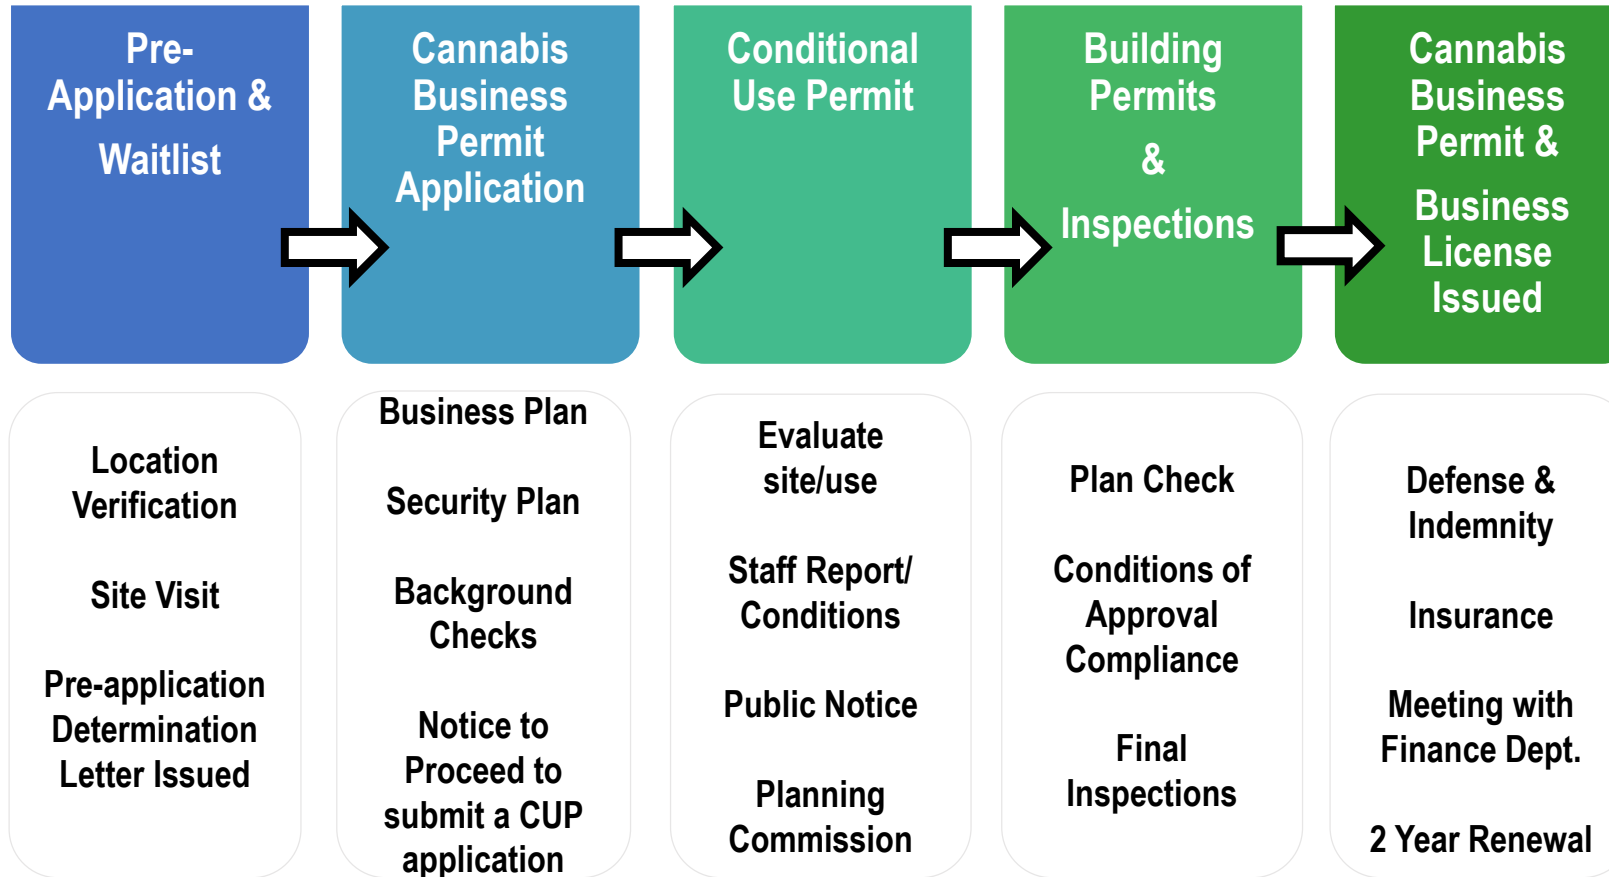 Pre-
Application &
Waitlist
Cannabis
Business
Permit
Application
Conditional
Use Permit
Building
Permits
&
Inspections
Cannabis
Business
Permit &
Business
License
Issued
Location
Verification
Site Visit
Pre-application
Determination
Letter Issued
Business Plan
Security Plan
Background
Checks
Notice to
Proceed to
submit a CUP
application
Evaluate
site/use
Staff Report/
Conditions
Public Notice
Planning
Commission
Plan Check
Conditions of
Approval
Compliance
Final
Inspections
Defense &
Indemnity
Insurance
Meeting with
Finance Dept.
2 Year Renewal